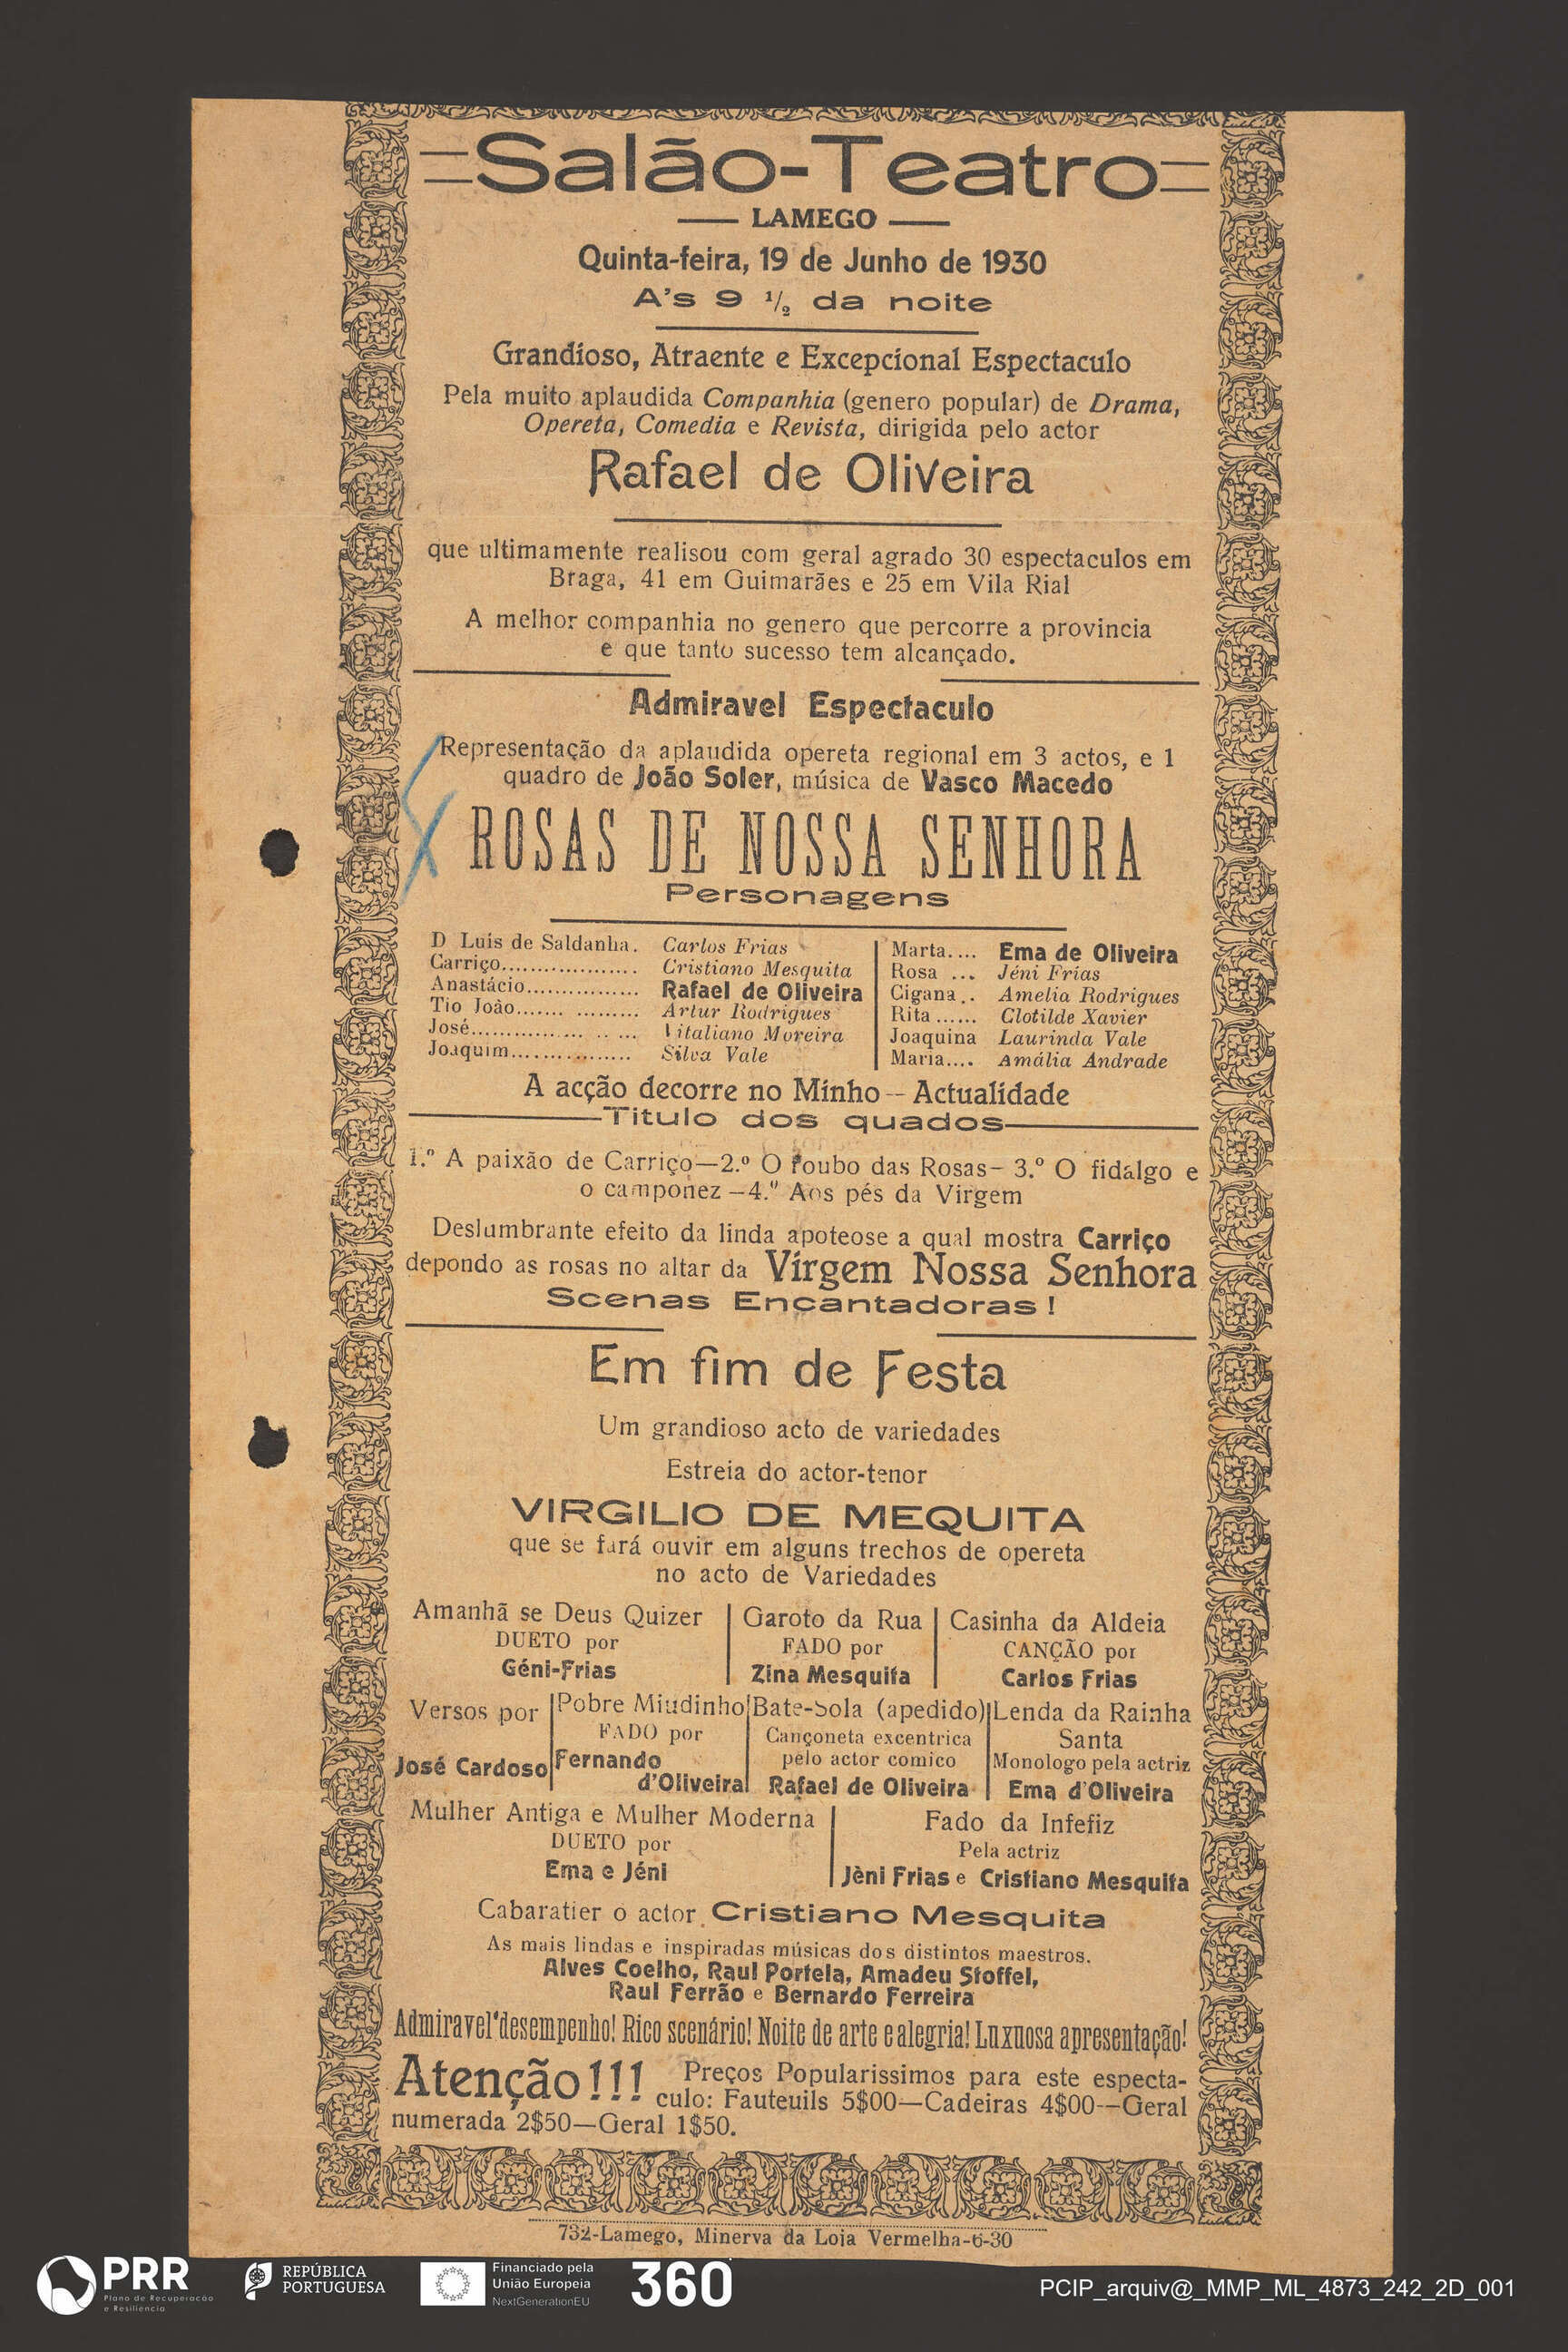 Salão-Teatro
LAMEGO
Quinta-feira, 19 de Junho de 1930
A's 9 1/2 da noite
Grandioso, Atraente e Excepcional Espectaculo
Pela muito aplaudida Companhia (genero popular) de Drama,
Opereta, Comedia e Revista, dirigida pelo actor
Rafael de Oliveira
que ultimamente realisou com geral agrado 30 espectaculos em
Braga, 41 em Guimarães e 25 em Vila Rial
A melhor companhia no genero que percorre a provincia
e que tanto sucesso tem alcançado.
Admiravel Espectaculo
Representação da aplaudida opereta regional em 3 actos, e 1
quadro de João Soler, música de Vasco Macedo
ROSAS DE NOSSA SENHORA
Personagens
D Luís de Saldanha. Carlos Frias
Carriço................... Cristiano Mesquita
Anastácio................ Rafael de Oliveira
Tio João....... ......... Artur Rodrigues
José............... .. ... Vitaliano Moreira
Joaquim................. Silva Vale
Marta.... Ema de Oliveira
Rosa ... Jéni Frias
Cigana.. Amelia Rodrigues
Rita...... Clotilde Xavier
Joaquina Laurinda Vale
Maria.... Amália Andrade
A acção decorre no Minho -- Actualidade
Titulo dos quados
1.º A paixão de Carriço—2.º O roubo das Rosas- 3.º O fidalgo e
o camponez —4.º Aos pés da Virgem
Deslumbrante efeito da linda apoteose a qual mostra Carriço
depondo as rosas no altar da Virgem Nossa Senhora
Scenas Encantadoras!
Em fim de Festa
Um grandioso acto de variedades
Estreia do actor-tenor
VIRGILIO DE MEQUITA
que se fará ouvir em alguns trechos de opereta
no acto de Variedades
Amanhã se Deus Quizer
DUETO por
Géni-Frias
Garoto da Rua
FADO por
Zina Mesquita
Casinha da Aldeia
CANÇÃO por
Carlos Frias
Versos por
José Cardoso
Pobre Miudinho
FADO por
Fernando
d'Oliveira
Bate-Sola (apedido)
Cançoneta excentrica
pelo actor comico
Rafael de Oliveira
Lenda da Rainha
Santa
Monologo pela actriz
Ema d'Oliveira
Mulher Antiga e Mulher Moderna
DUETO por
Ema e Jéni
Fado da Infefiz
Pela actriz
Jèni Frias e Cristiano Mesquita
Cabaratier o actor Cristiano Mesquita
As mais lindas e inspiradas músicas dos distintos maestros.
Alves Coelho, Raul Portela, Amadeu Stoffel,
Raul Ferrão e Bernardo Ferreira
Admiravel desempenho! Rico scenário! Noite de arte e alegria! Luxuosa apresentação!
Atenção!!! Preços Popularissimos para este especta-
culo: Fauteuils 5$00—Cadeiras 4$00--Geral
numerada 2$50—Geral 1$50.
732-Lamego, Minerva da Loja Vermelha-6-30
PRR
Plano de Recuperação
e Resiliência
REPÚBLICA
PORTUGUESA
Financiado pela
União Europeia
NextGenerationEU
360
PCIP_arquiv@_MMP_ML_4873_242_2D_001